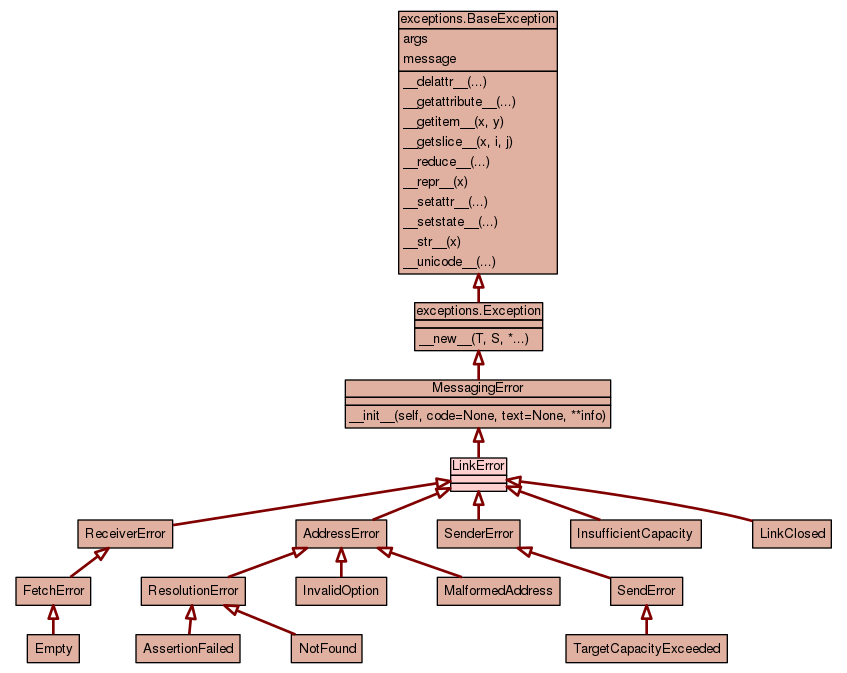 exceptions.BaseException
args
message
__delattr__(...)
__getattribute__(...)
__getitem__(x, y)
__getslice__(x, i, j)
__reduce__(...)
__repr__(x)
__setattr__(...)
__setstate__(...)
__str__(x)
__unicode__(...)
exceptions.Exception
__new__(T, S, *...)
MessagingError
__init__(self, code=None, text=None, **info)
LinkError
ReceiverError
AddressError
SenderError
InsufficientCapacity
LinkClosed
FetchError
ResolutionError
InvalidOption
MalformedAddress
SendError
Empty
AssertionFailed
NotFound
TargetCapacityExceeded